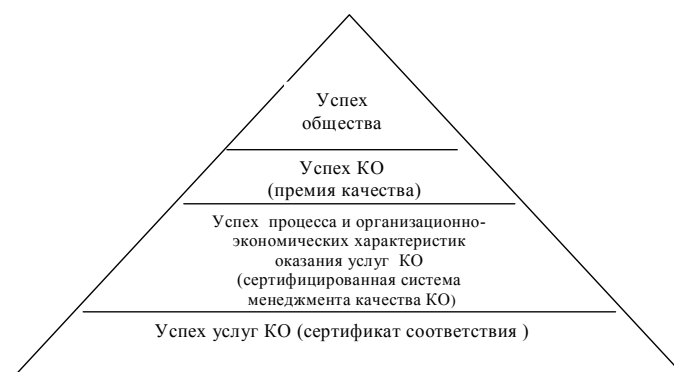 Успех
общества
Успех КО
(премия качества)
Успех процесса и организационно-
экономических характеристик
оказания услуг КО
(сертифицированная система
менеджмента качества КО)
Успех услуг КО (сертификат соответствия )